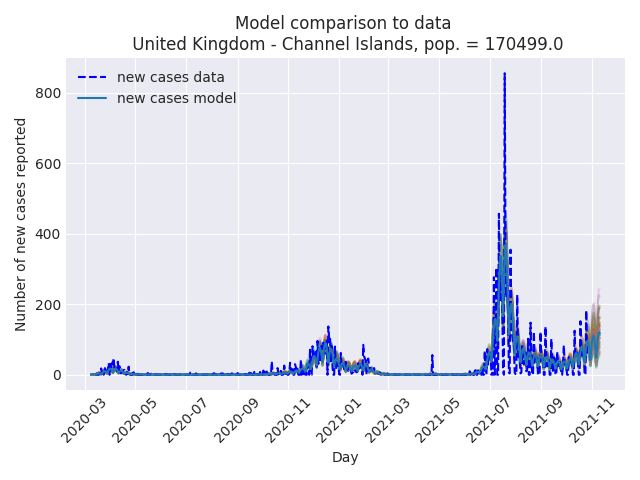 Model comparison to data
United Kingdom - Channel Islands, pop. = 170499.0
new cases data
new cases model
Number of new cases reported
800
600
400
200
0
2020-03
2020-05
2020-07
2020-09
2020-11
2021-01
2021-03
2021-05
2021-07
2021-09
2021-11
Day